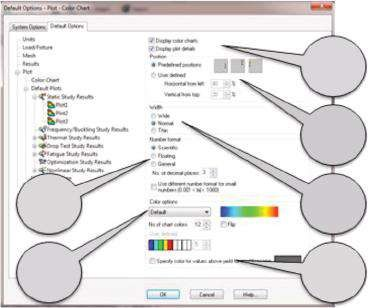 Default Options - Plot - Color Chart
System Options
Default Options
Units
Load/Fixture
Mesh
Results
Plot
Color Chart
Default Plots
Static Study Results
Plot1
Plot2
Plot3
Frequency/Buckling Study Results
Thermal Study Results
Drop Test Study Results
Fatigue Study Results
Optimization Study Results
Nonlinear Study Results
Display color charts
Display plot details
Position
Predefined positions
User defined
Horizontal from left: %
Vertical from top: %
Width
Wide
Normal
Thin
Number format
Scientific
Floating
General
No. of decimal places 3
Use different number format for small
numbers (0.001 < |x| < 1000)
Color options
Default
No of chart colors 12
Flip
User defined
5
Specify color for values above yield
OK
Cancel
Help...